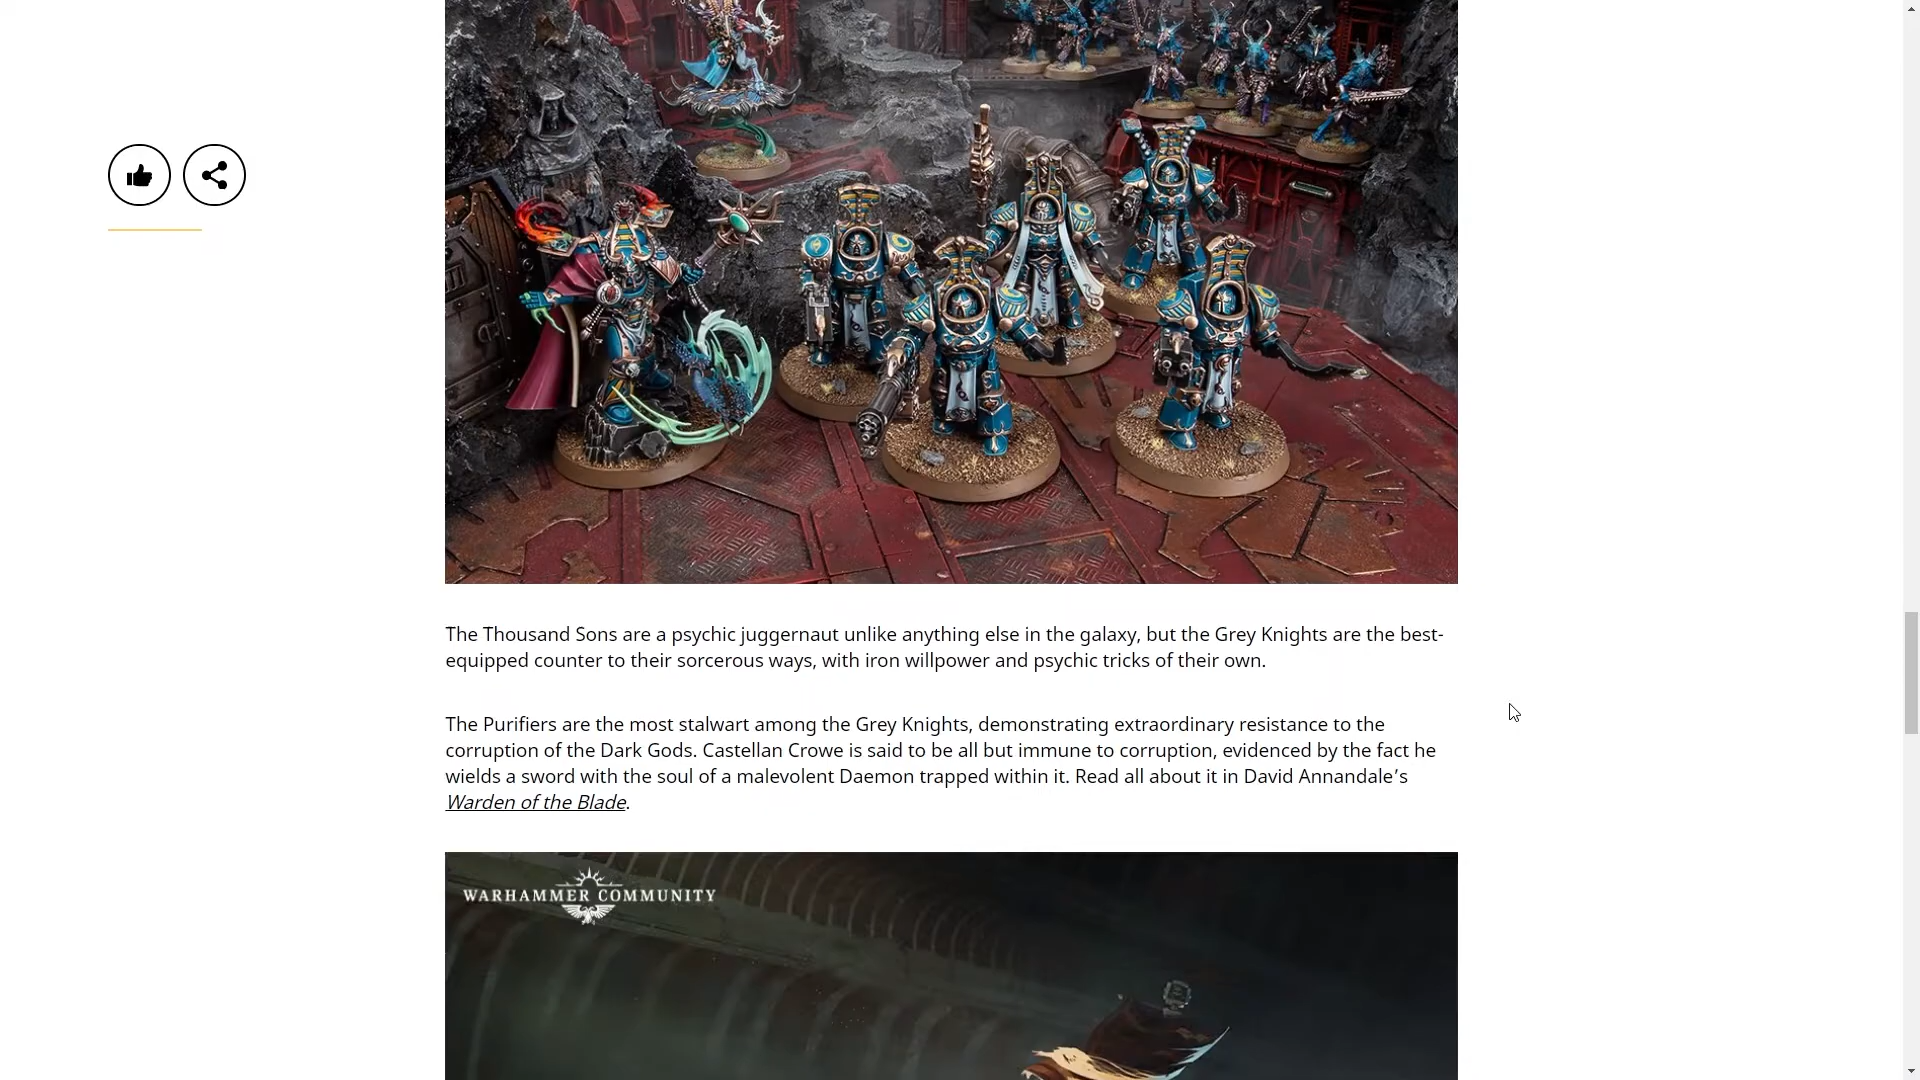 The Thousand Sons are a psychic juggernaut unlike anything else in the galaxy, but the Grey Knights are the best-
equipped counter to their sorcerous ways, with iron willpower and psychic tricks of their own.
The Purifiers are the most stalwart among the Grey Knights, demonstrating extraordinary resistance to the
corruption of the Dark Gods. Castellan Crowe is said to be all but immune to corruption, evidenced by the fact he
wields a sword with the soul of a malevolent Daemon trapped within it. Read all about it in David Annandale’s
Warden of the Blade.
WARHAMMER COMMUNITY